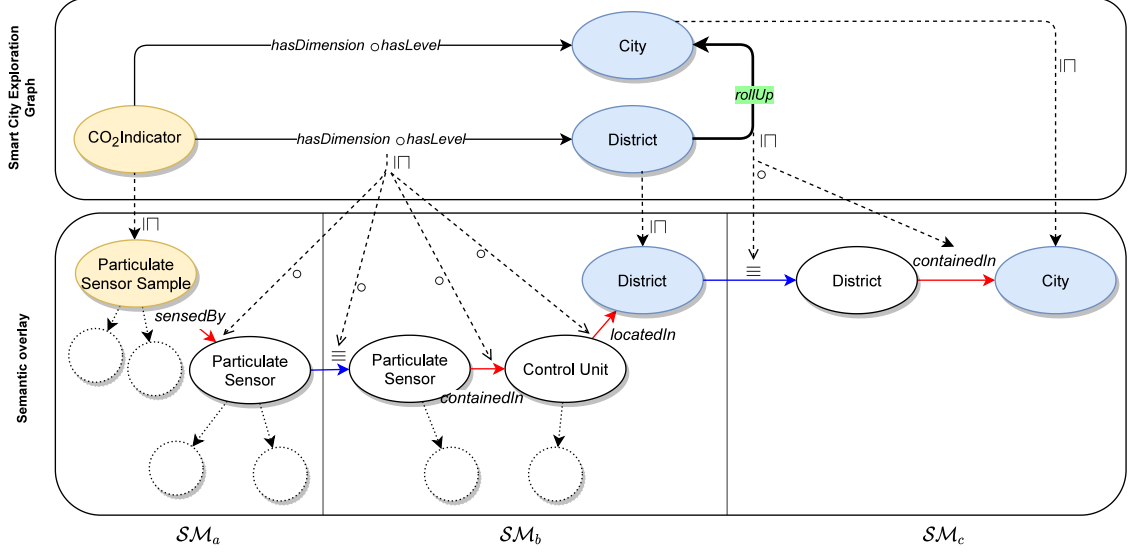 Smart City Exploration
Graph
hasDimension ○ hasLevel
City
|⊓
rollUp
CO₂Indicator
hasDimension ○ hasLevel
District
|⊓
|⊓
○
|⊓
|⊓
Semantic overlay
Particulate
Sensor Sample
○
○
○
○
District
≡
District
containedIn
City
sensedBy
locatedIn
Particulate
Sensor
≡
Particulate
Sensor
containedIn
Control Unit
𝒮ℳa
𝒮ℳb
𝒮ℳc